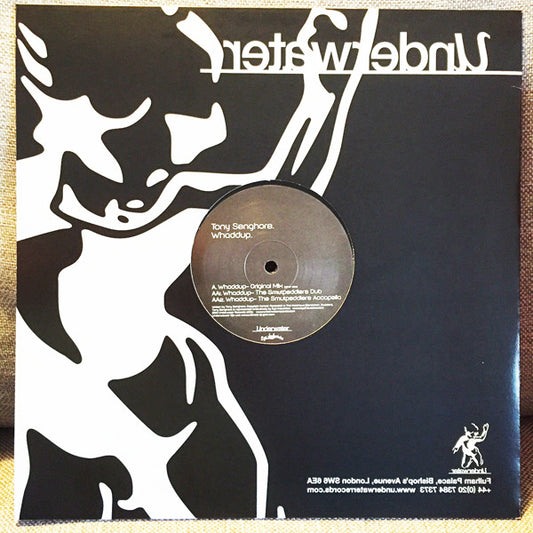 Underwater
Tony Senghore.
Whaddup.
A. Whaddup- Original Mix
AA1. Whaddup- The Smutpeddlers Dub
AA2. Whaddup- The Smutpeddlers Accapella
Underwater
Underwater
Fulham Palace, Bishop's Avenue, London SW6 6EA
+44 (0)20 7384 7373 www.underwaterrecords.com